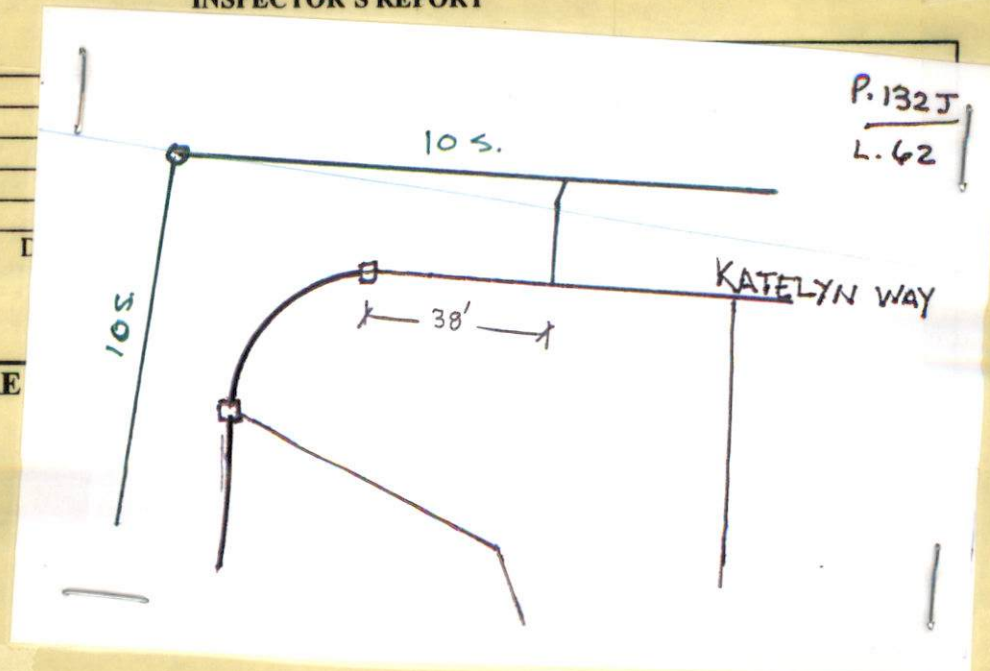 INSPECTOR'S REPORT
P. 132J
L. 62
10 S.
10 S.
KATELYN WAY
38'
D
E